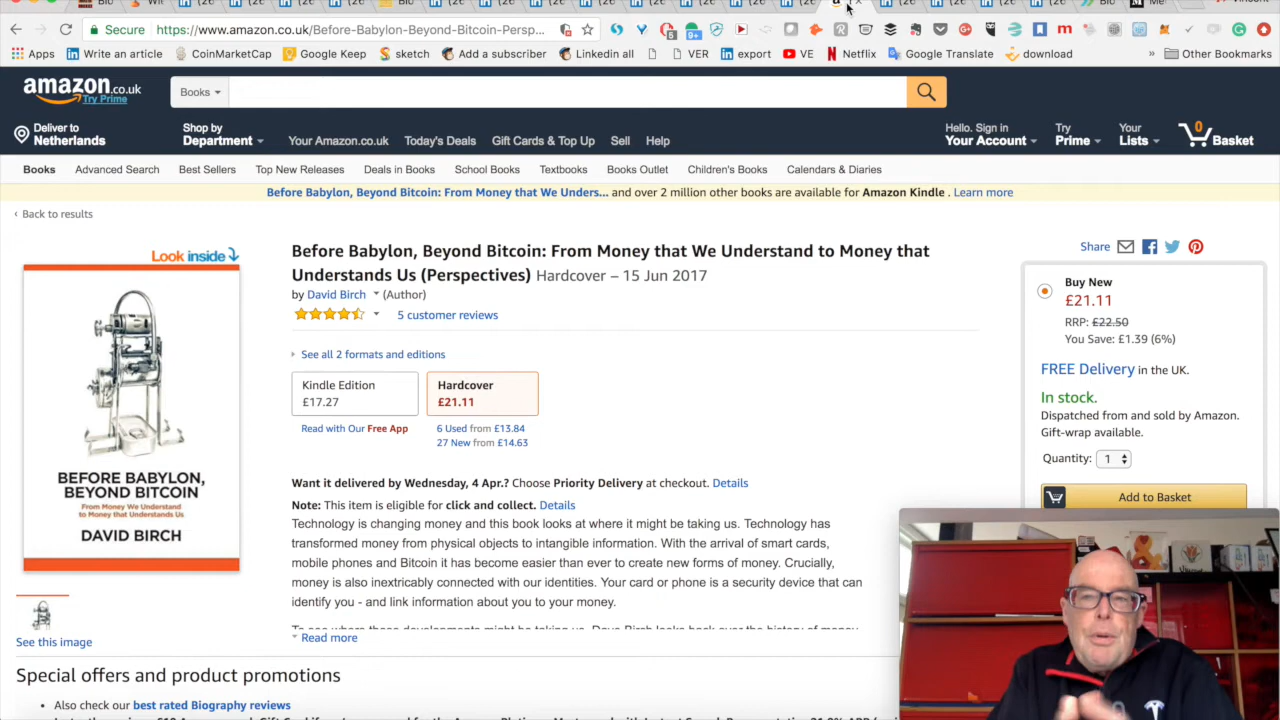 Secure https://www.amazon.co.uk/Before-Babylon-Beyond-Bitcoin-Persp...
Apps Write an article CoinMarketCap Google Keep sketch Add a subscriber Linkedin all VER export VE Netflix Google Translate download » Other Bookmarks
amazon.co.uk
Try Prime
Books
Deliver to
Netherlands
Shop by
Department
Your Amazon.co.uk Today's Deals Gift Cards & Top Up Sell Help
Hello. Sign in
Your Account
Try
Prime
Your
Lists
0
Basket
Books Advanced Search Best Sellers Top New Releases Deals in Books School Books Textbooks Books Outlet Children's Books Calendars & Diaries
Before Babylon, Beyond Bitcoin: From Money that We Unders... and over 2 million other books are available for Amazon Kindle . Learn more
‹ Back to results
Look inside
BEFORE BABYLON,
BEYOND BITCOIN
From Money We Understand
to Money that Understands Us
DAVID BIRCH
See this image
Before Babylon, Beyond Bitcoin: From Money that We Understand to Money that
Understands Us (Perspectives) Hardcover – 15 Jun 2017
by David Birch (Author)
5 customer reviews
See all 2 formats and editions
Kindle Edition
£17.27
Read with Our Free App
Hardcover
£21.11
6 Used from £13.84
27 New from £14.63
Want it delivered by Wednesday, 4 Apr.? Choose Priority Delivery at checkout. Details
Note: This item is eligible for click and collect. Details
Technology is changing money and this book looks at where it might be taking us. Technology has
transformed money from physical objects to intangible information. With the arrival of smart cards,
mobile phones and Bitcoin it has become easier than ever to create new forms of money. Crucially,
money is also inextricably connected with our identities. Your card or phone is a security device that can
identify you - and link information about you to your money.
Read more
Share
Buy New
£21.11
RRP: £22.50
You Save: £1.39 (6%)
FREE Delivery in the UK.
In stock.
Dispatched from and sold by Amazon.
Gift-wrap available.
Quantity: 1
Add to Basket
Special offers and product promotions
• Also check our best rated Biography reviews